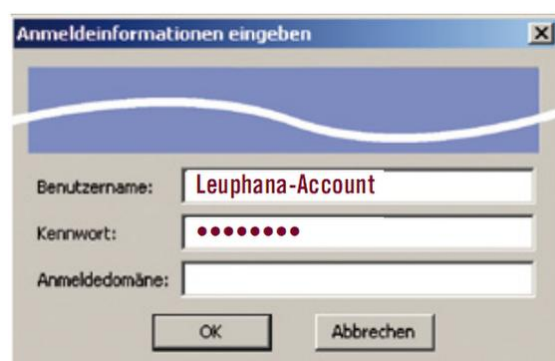 Anmeldeinformationen eingeben
Benutzername: Leuphana-Account
Kennwort: ••••••••
Anmeldedomäne:
OK Abbrechen